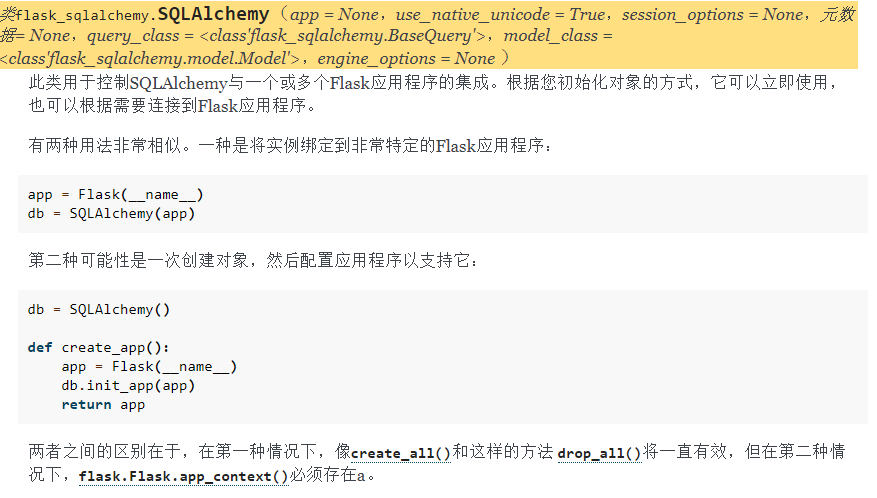 类flask_sqlalchemy.SQLAlchemy（app = None，use_native_unicode = True，session_options = None，元数
据= None，query_class = <class'flask_sqlalchemy.BaseQuery'>，model_class =
<class'flask_sqlalchemy.model.Model'>，engine_options = None ）
此类用于控制SQLAlchemy与一个或多个Flask应用程序的集成。根据您初始化对象的方式，它可以立即使用，
也可以根据需要连接到Flask应用程序。
有两种用法非常相似。一种是将实例绑定到非常特定的Flask应用程序：
app = Flask(__name__)
db = SQLAlchemy(app)
第二种可能性是一次创建对象，然后配置应用程序以支持它：
db = SQLAlchemy()
def create_app():
    app = Flask(__name__)
    db.init_app(app)
    return app
两者之间的区别在于，在第一种情况下，像create_all()和这样的方法 drop_all()将一直有效，但在第二种情
况下，flask.Flask.app_context()必须存在a。